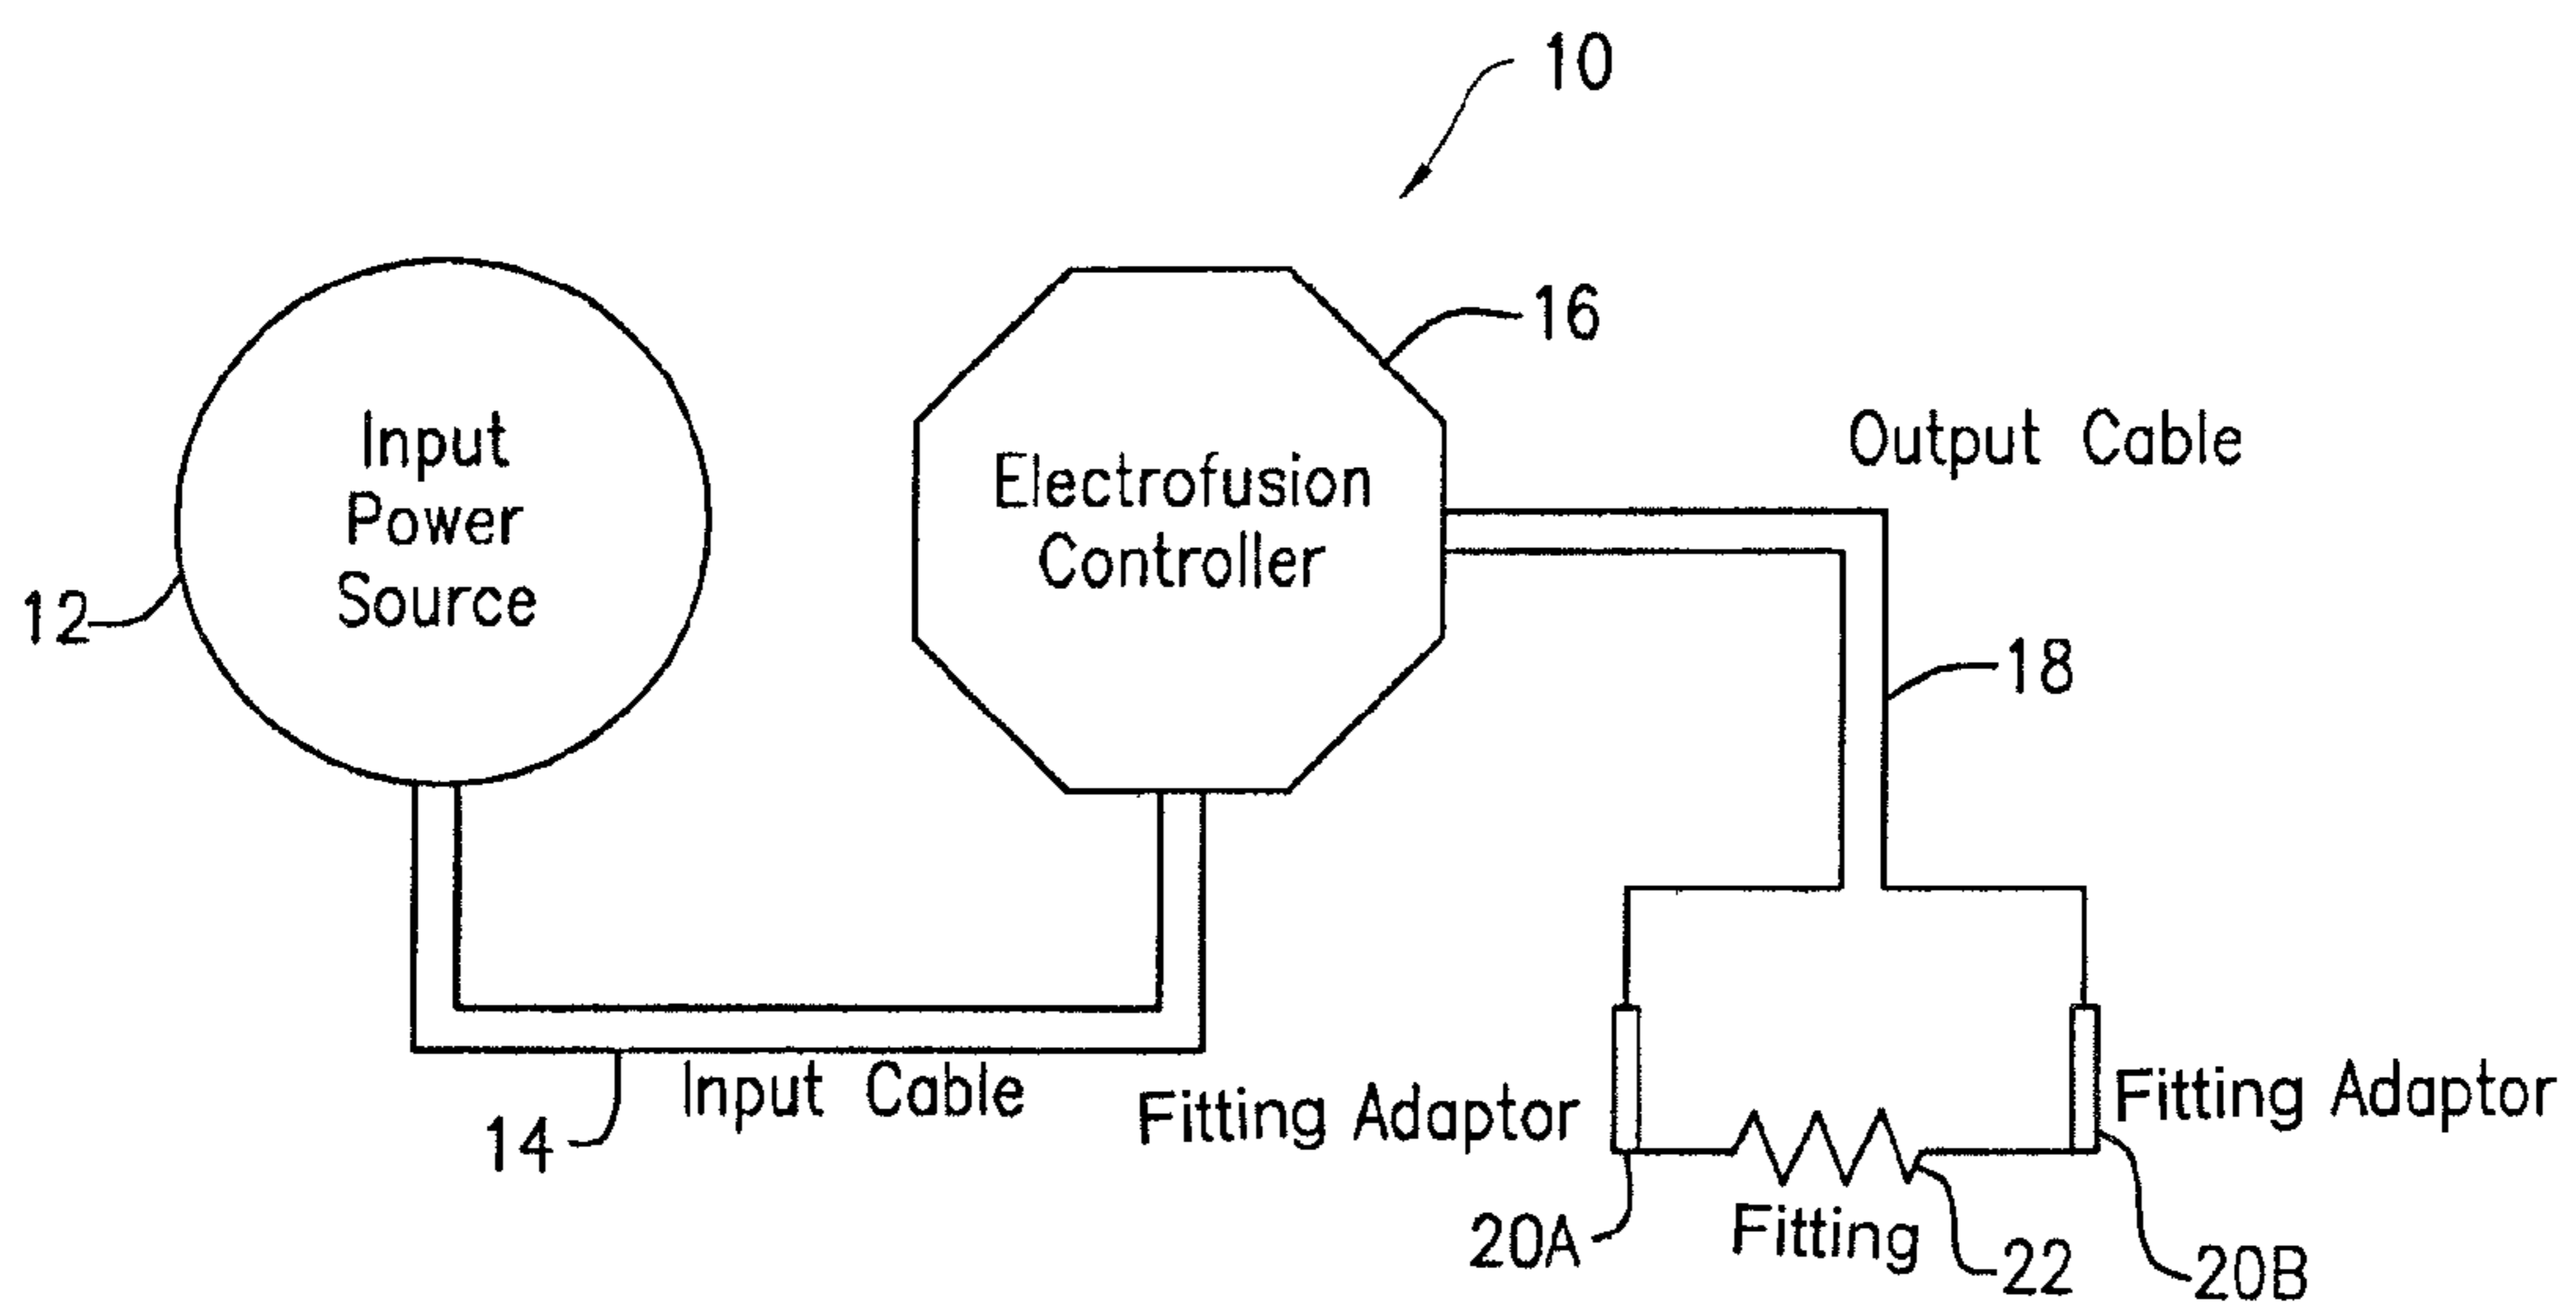 10
16
Input
Power
Source
Electrofusion
Controller
Output Cable
12
18
Input Cable
14
Fitting Adaptor
Fitting Adaptor
20A
Fitting
22
20B